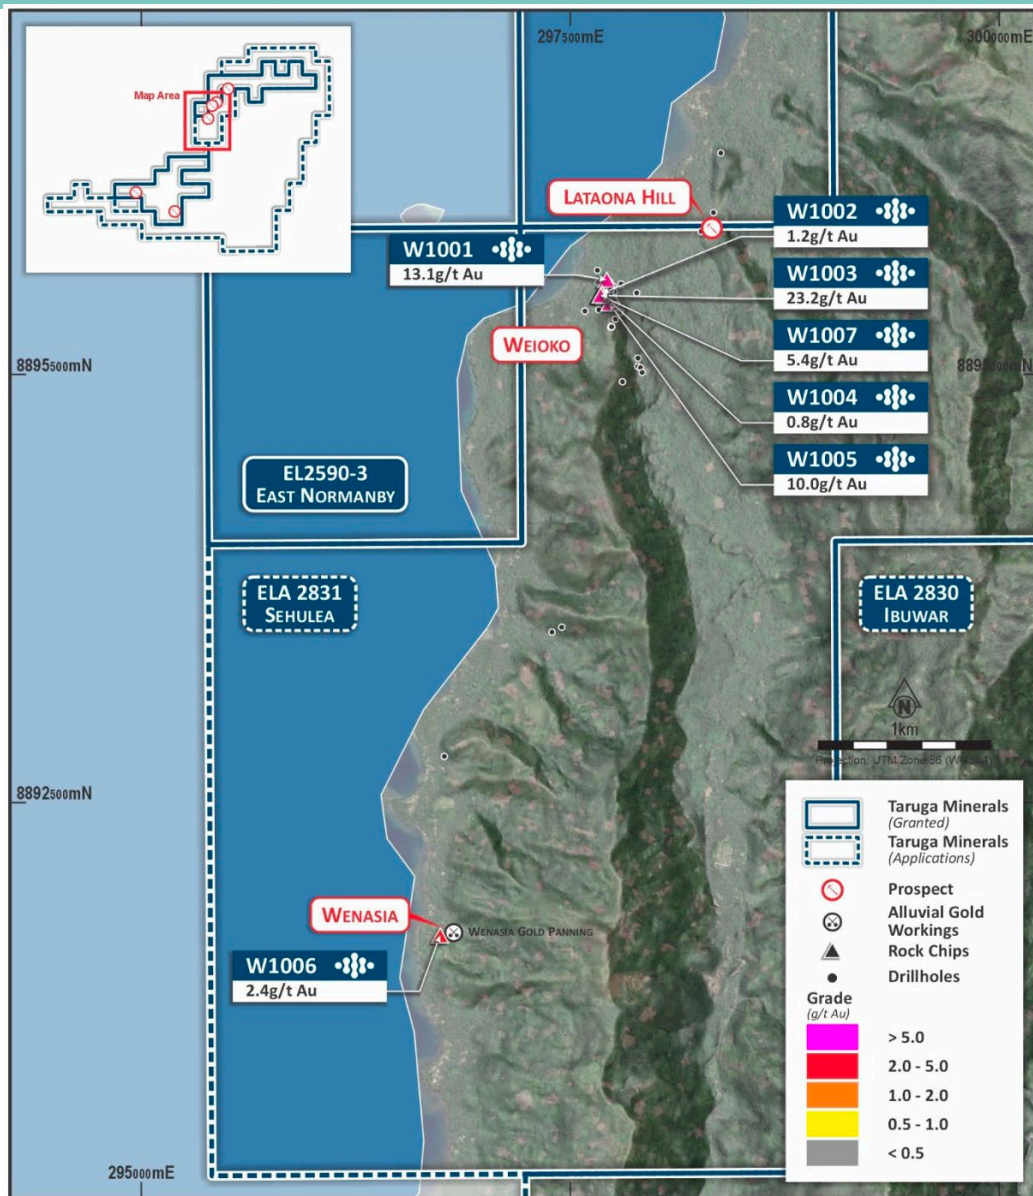 297500mE
300000mE
Map Area
LATAONA HILL
W1001
13.1g/t Au
W1002
1.2g/t Au
W1003
23.2g/t Au
WEIOKO
W1007
5.4g/t Au
8895500mN
W1004
0.8g/t Au
W1005
10.0g/t Au
EL2590-3
EAST NORMANBY
ELA 2831
SEHULEA
ELA 2830
IBUWAR
N
1km
Projection: UTM Zone 56
8892500mN
WENASIA
WENASIA GOLD PANNING
W1006
2.4g/t Au
Taruga Minerals
(Granted)
Taruga Minerals
(Applications)
Prospect
Alluvial Gold
Workings
Rock Chips
Drillholes
Grade
(g/t Au)
> 5.0
2.0 - 5.0
1.0 - 2.0
0.5 - 1.0
< 0.5
295000mE